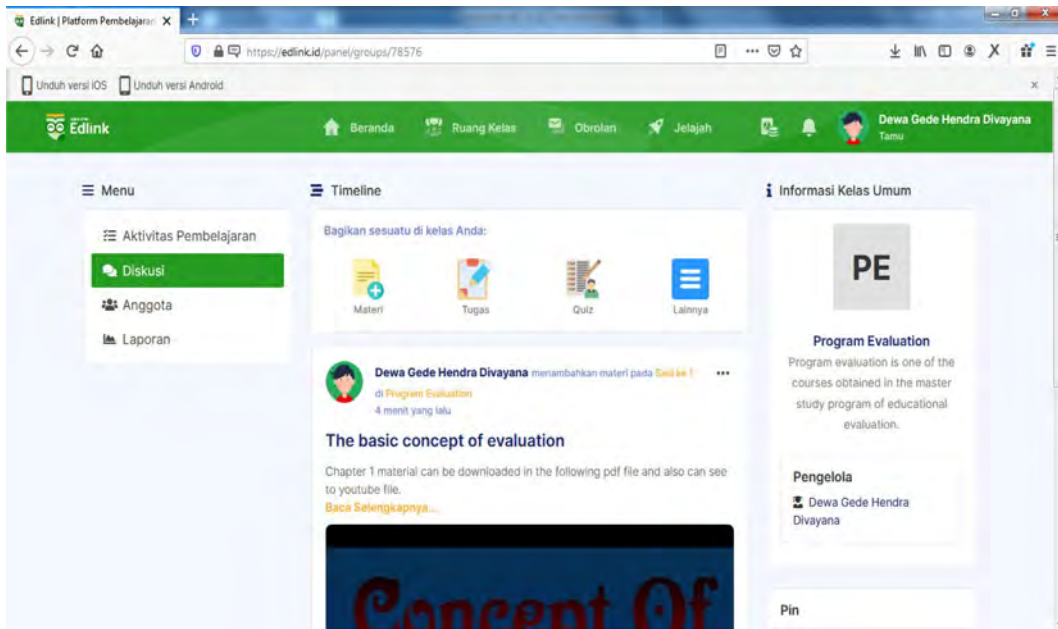 Edlink | Platform Pembelajaran
https://edlink.id/panel/groups/78576
Unduh versi iOS Unduh versi Android
Edlink
Beranda Ruang Kelas Obrolan Jelajah
Dewa Gede Hendra Divayana
Tamu
Menu
Aktivitas Pembelajaran
Diskusi
Anggota
Laporan
Timeline
Bagikan sesuatu di kelas Anda:
Materi Tugas Quiz Lainnya
Dewa Gede Hendra Divayana menambahkan materi pada Sesi ke 1
di Program Evaluation
4 menit yang lalu
The basic concept of evaluation
Chapter 1 material can be downloaded in the following pdf file and also can see
to youtube file.
Baca Selengkapnya...
Concept Of
Informasi Kelas Umum
PE
Program Evaluation
Program evaluation is one of the
courses obtained in the master
study program of educational
evaluation.
Pengelola
Dewa Gede Hendra
Divayana
Pin